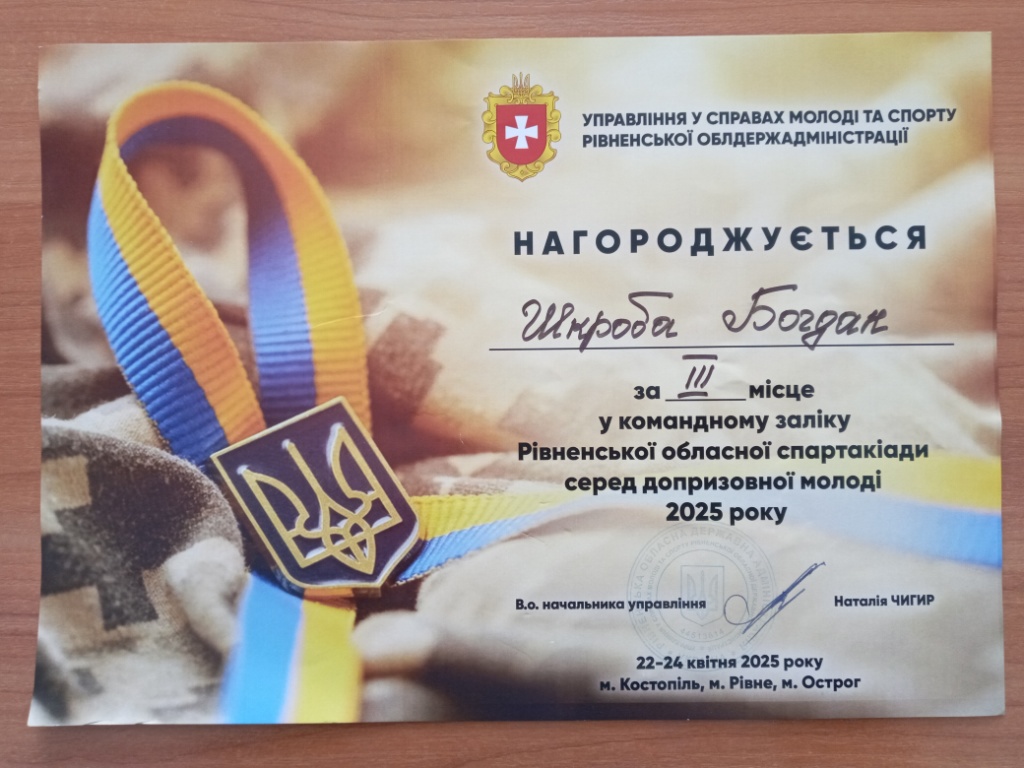 УПРАВЛІННЯ У СПРАВАХ МОЛОДІ ТА СПОРТУ
РІВНЕНСЬКОЇ ОБЛДЕРЖАДМІНІСТРАЦІЇ
НАГОРОДЖУЄТЬСЯ
Шкроба Богдан
за III місце
у командному заліку
Рівненської обласної спартакіади
серед допризовної молоді
2025 року
В.о. начальника управління Наталія ЧИГИР
22-24 квітня 2025 року
м. Костопіль, м. Рівне, м. Острог